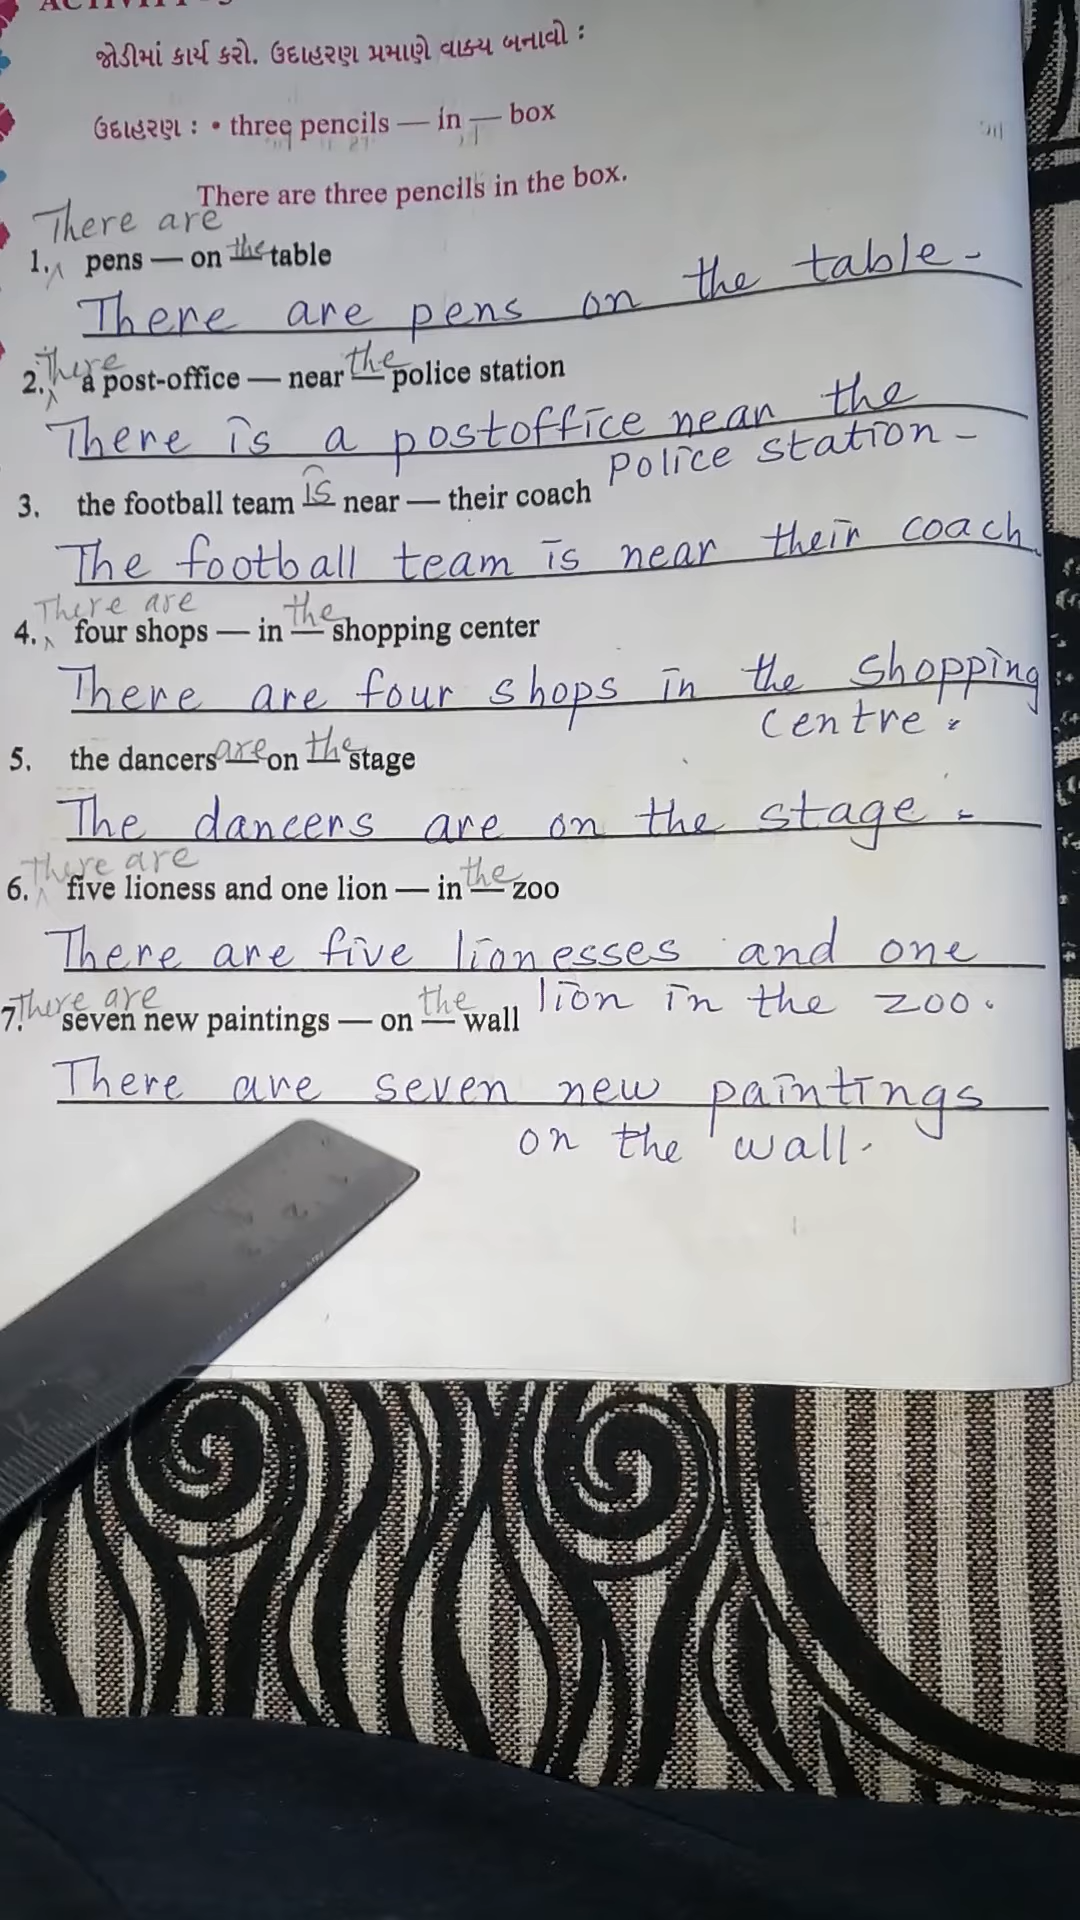 જોડીમાં કાર્ય કરો. ઉદાહરણ પ્રમાણે વાક્ય બનાવો :
ઉદાહરણ : • three pencils — in — box
There are three pencils in the box.
There are
1. pens — on the table
There are pens on the table.
There
2. a post-office — near the police station
There is a postoffice near the
Police station.
3. the football team is near — their coach
The football team is near their coach.
There are
4. four shops — in the shopping center
There are four shops in the shopping
centre.
5. the dancers are on the stage
The dancers are on the stage.
There are
6. five lioness and one lion — in the zoo
There are five lionesses and one
lion in the zoo.
There are
7. seven new paintings — on the wall
There are seven new paintings
on the wall.